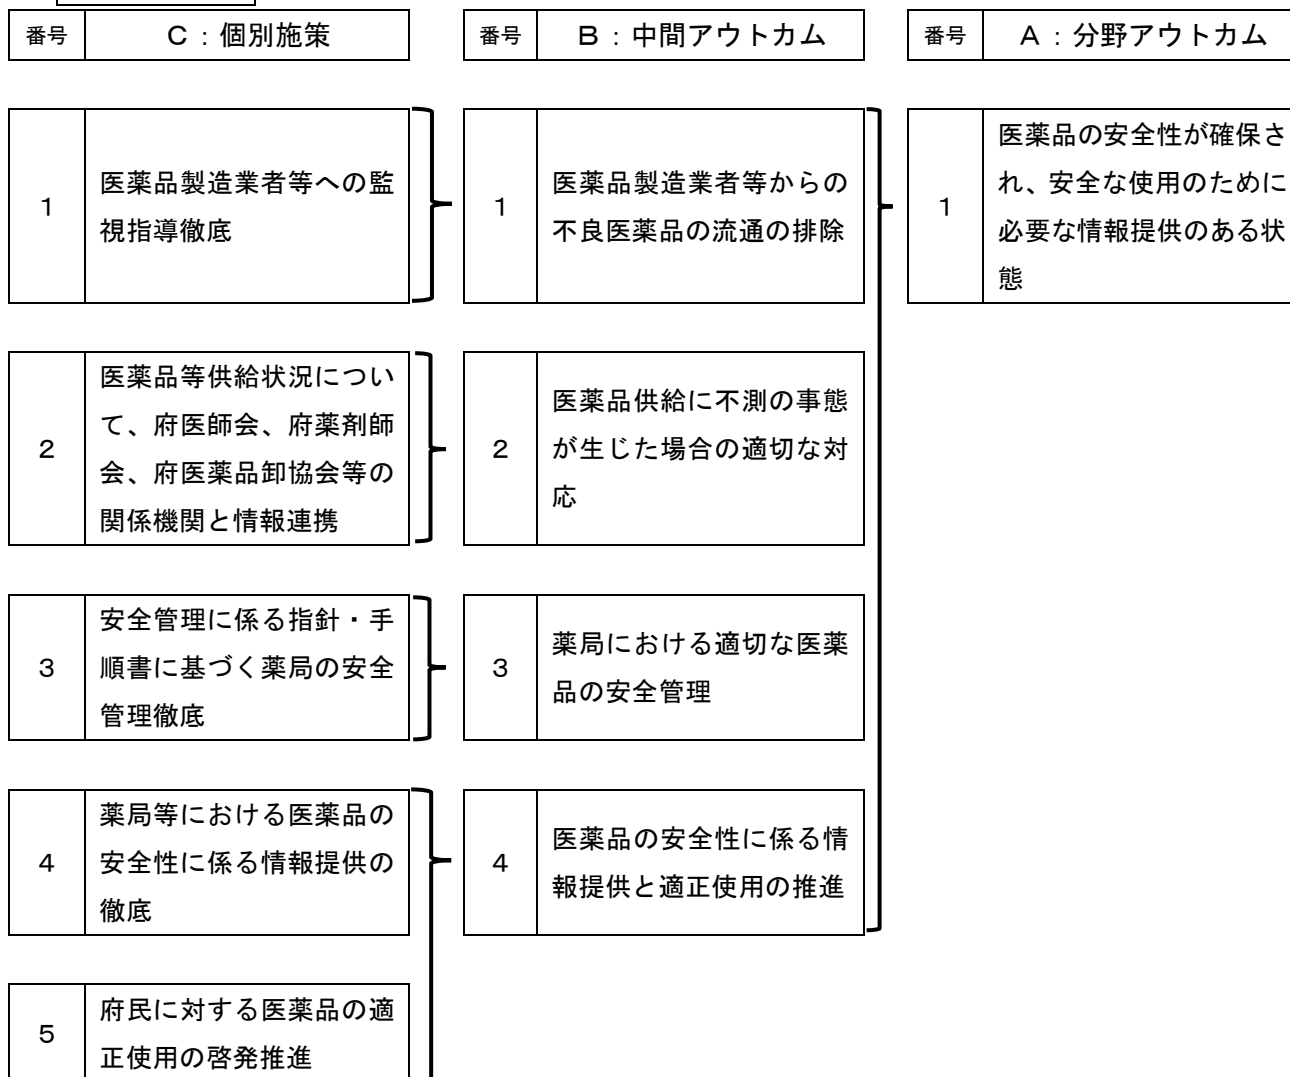 番号 C：個別施策 番号 B：中間アウトカム 番号 A：分野アウトカム
1
医薬品製造業者等への監
視指導徹底
1
医薬品製造業者等からの
不良医薬品の流通の排除
1
医薬品の安全性が確保さ
れ、安全な使用のために
必要な情報提供のある状
態
2
医薬品等供給状況につい
て、府医師会、府薬剤師
会、府医薬品卸協会等の
関係機関と情報連携
2
医薬品供給に不測の事態
が生じた場合の適切な対
応
3
安全管理に係る指針・手
順書に基づく薬局の安全
管理徹底
3
薬局における適切な医薬
品の安全管理
4
薬局等における医薬品の
安全性に係る情報提供の
徹底
4
医薬品の安全性に係る情
報提供と適正使用の推進
5
府民に対する医薬品の適
正使用の啓発推進